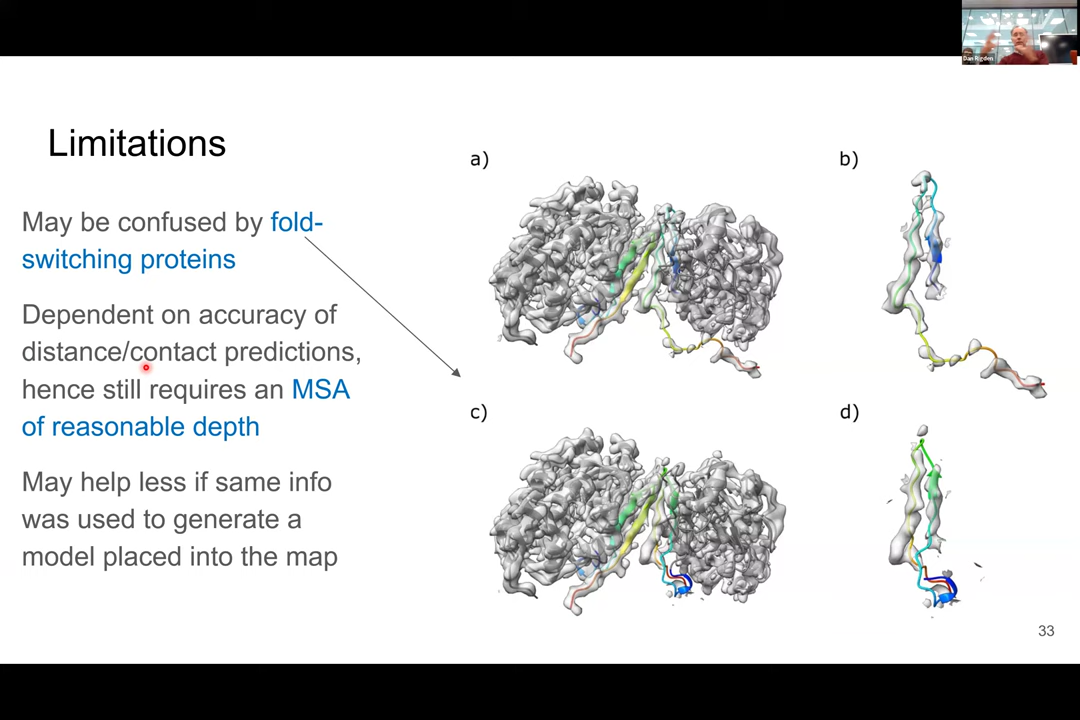 Dan Rigden
Limitations
May be confused by fold-
switching proteins
Dependent on accuracy of
distance/contact predictions,
hence still requires an MSA
of reasonable depth
May help less if same info
was used to generate a
model placed into the map
a)
b)
c)
d)
33